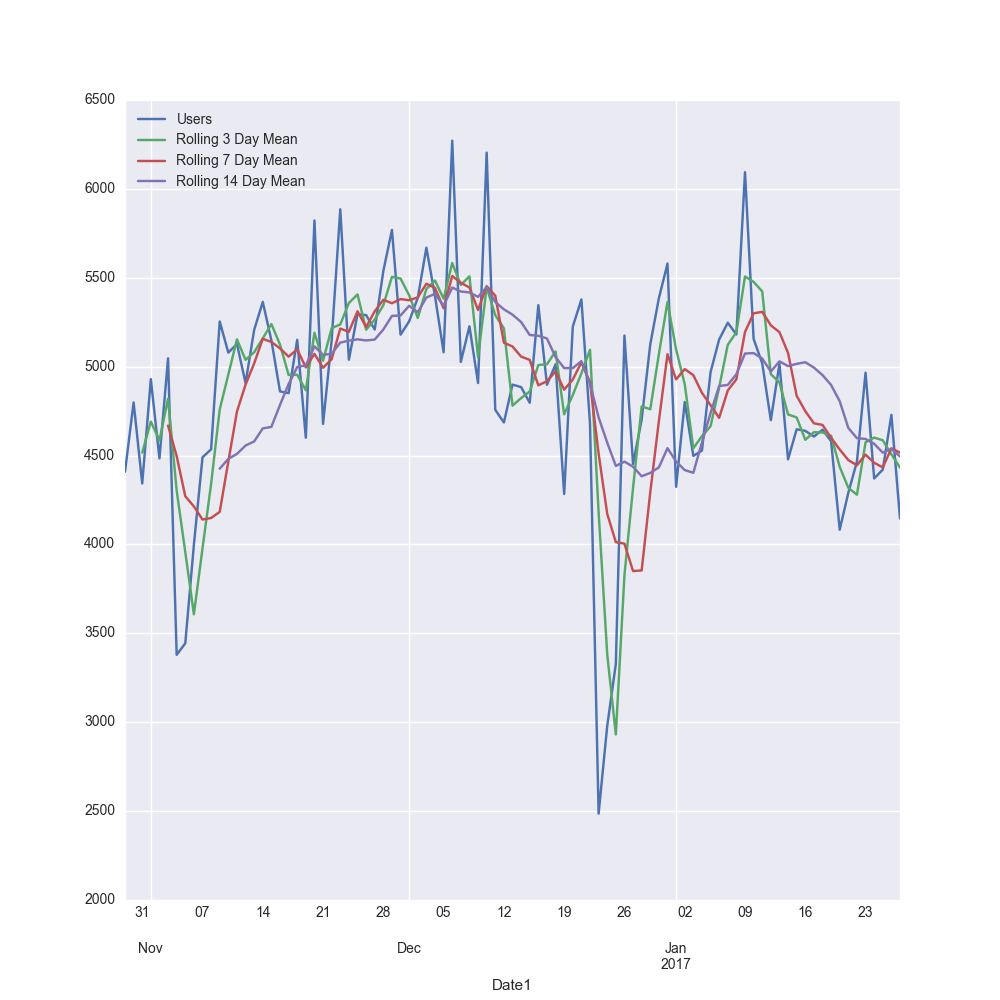 6500
6000
5500
5000
4500
4000
3500
3000
2500
2000
Users
Rolling 3 Day Mean
Rolling 7 Day Mean
Rolling 14 Day Mean
31 07 14 21 28 05 12 19 26 02 09 16 23
Nov Dec Jan
2017
Date1